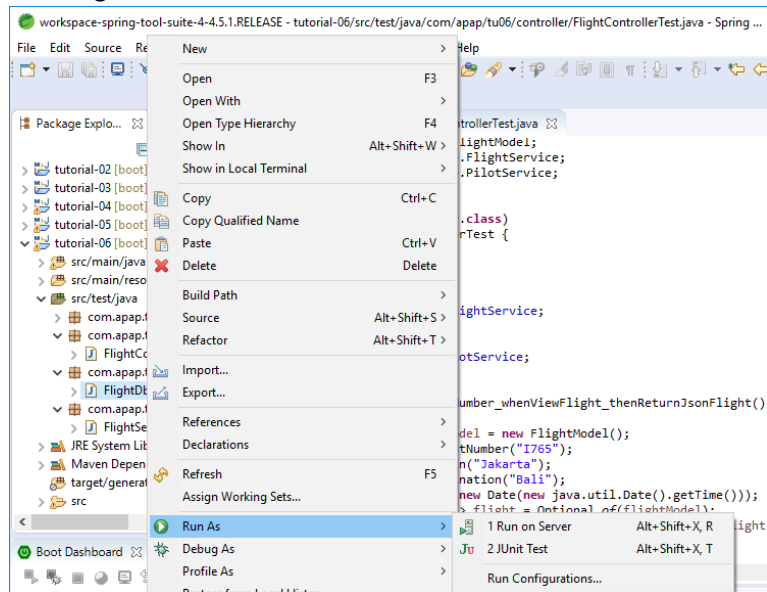 workspace-spring-tool-suite-4-4.5.1.RELEASE - tutorial-06/src/test/java/com/apap/tu06/controller/FlightControllerTest.java - Spring ...
File Edit Source Re Help
Package Explo...
tutorial-02 [boot]
tutorial-03 [boot]
tutorial-04 [boot]
tutorial-05 [boot]
tutorial-06 [boot]
src/main/java
src/main/reso
src/test/java
com.apap.t
com.apap.t
FlightCo
com.apap.t
FlightDb
com.apap.t
FlightSe
JRE System Lib
Maven Depen
target/generat
src
Boot Dashboard
New
Open F3
Open With
Open Type Hierarchy F4
Show In Alt+Shift+W
Show in Local Terminal
Copy Ctrl+C
Copy Qualified Name
Paste Ctrl+V
Delete Delete
Build Path
Source Alt+Shift+S
Refactor Alt+Shift+T
Import...
Export...
References
Declarations
Refresh F5
Assign Working Sets...
Run As
Debug As
Profile As
1 Run on Server Alt+Shift+X, R
2 JUnit Test Alt+Shift+X, T
Run Configurations...
trollerTest.java
lightModel;
.FlightService;
.PilotService;
.class)
rTest {
ightService;
otService;
umber_whenViewFlight_thenReturnJsonFlight()
del = new FlightModel();
tNumber("I765");
n("Jakarta");
nation("Bali");
new Date(new java.util.Date().getTime()));
flight = Optional.of(flightModel);
light